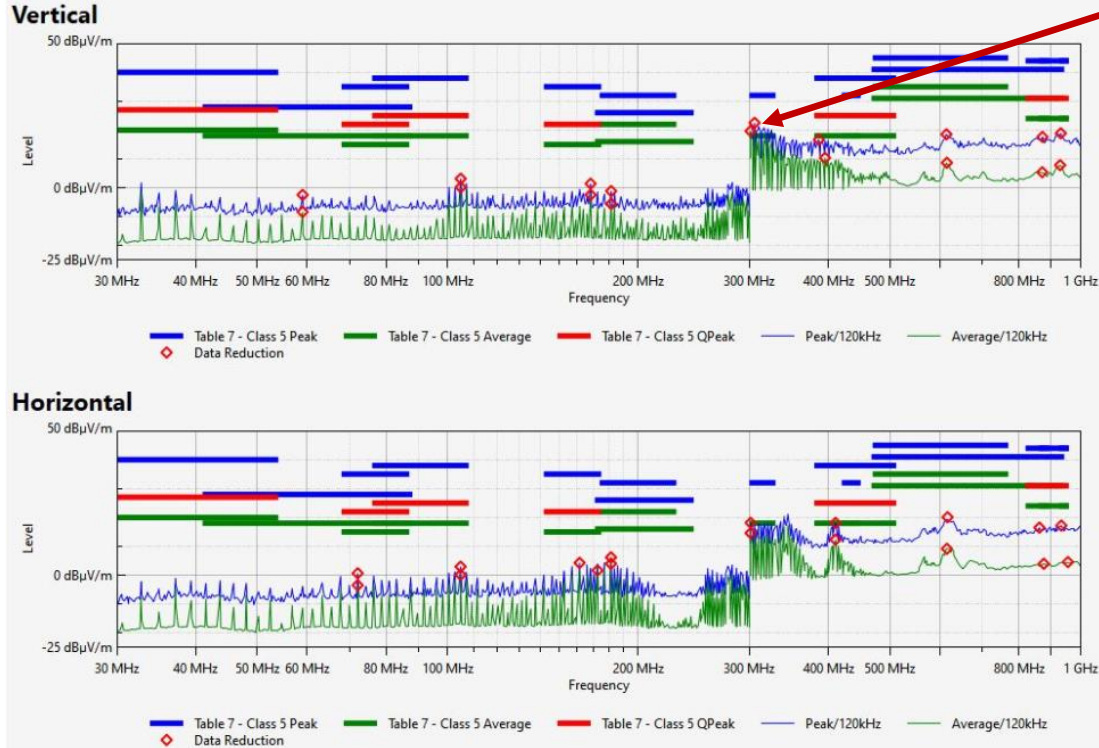 Vertical
50 dBµV/m
Level
0 dBµV/m
-25 dBµV/m
30 MHz 40 MHz 50 MHz 60 MHz 80 MHz 100 MHz 200 MHz 300 MHz 400 MHz 500 MHz 800 MHz 1 GHz
Frequency
Table 7 - Class 5 Peak Table 7 - Class 5 Average Table 7 - Class 5 QPeak Peak/120kHz Average/120kHz
Data Reduction
Horizontal
50 dBµV/m
Level
0 dBµV/m
-25 dBµV/m
30 MHz 40 MHz 50 MHz 60 MHz 80 MHz 100 MHz 200 MHz 300 MHz 400 MHz 500 MHz 800 MHz 1 GHz
Frequency
Table 7 - Class 5 Peak Table 7 - Class 5 Average Table 7 - Class 5 QPeak Peak/120kHz Average/120kHz
Data Reduction